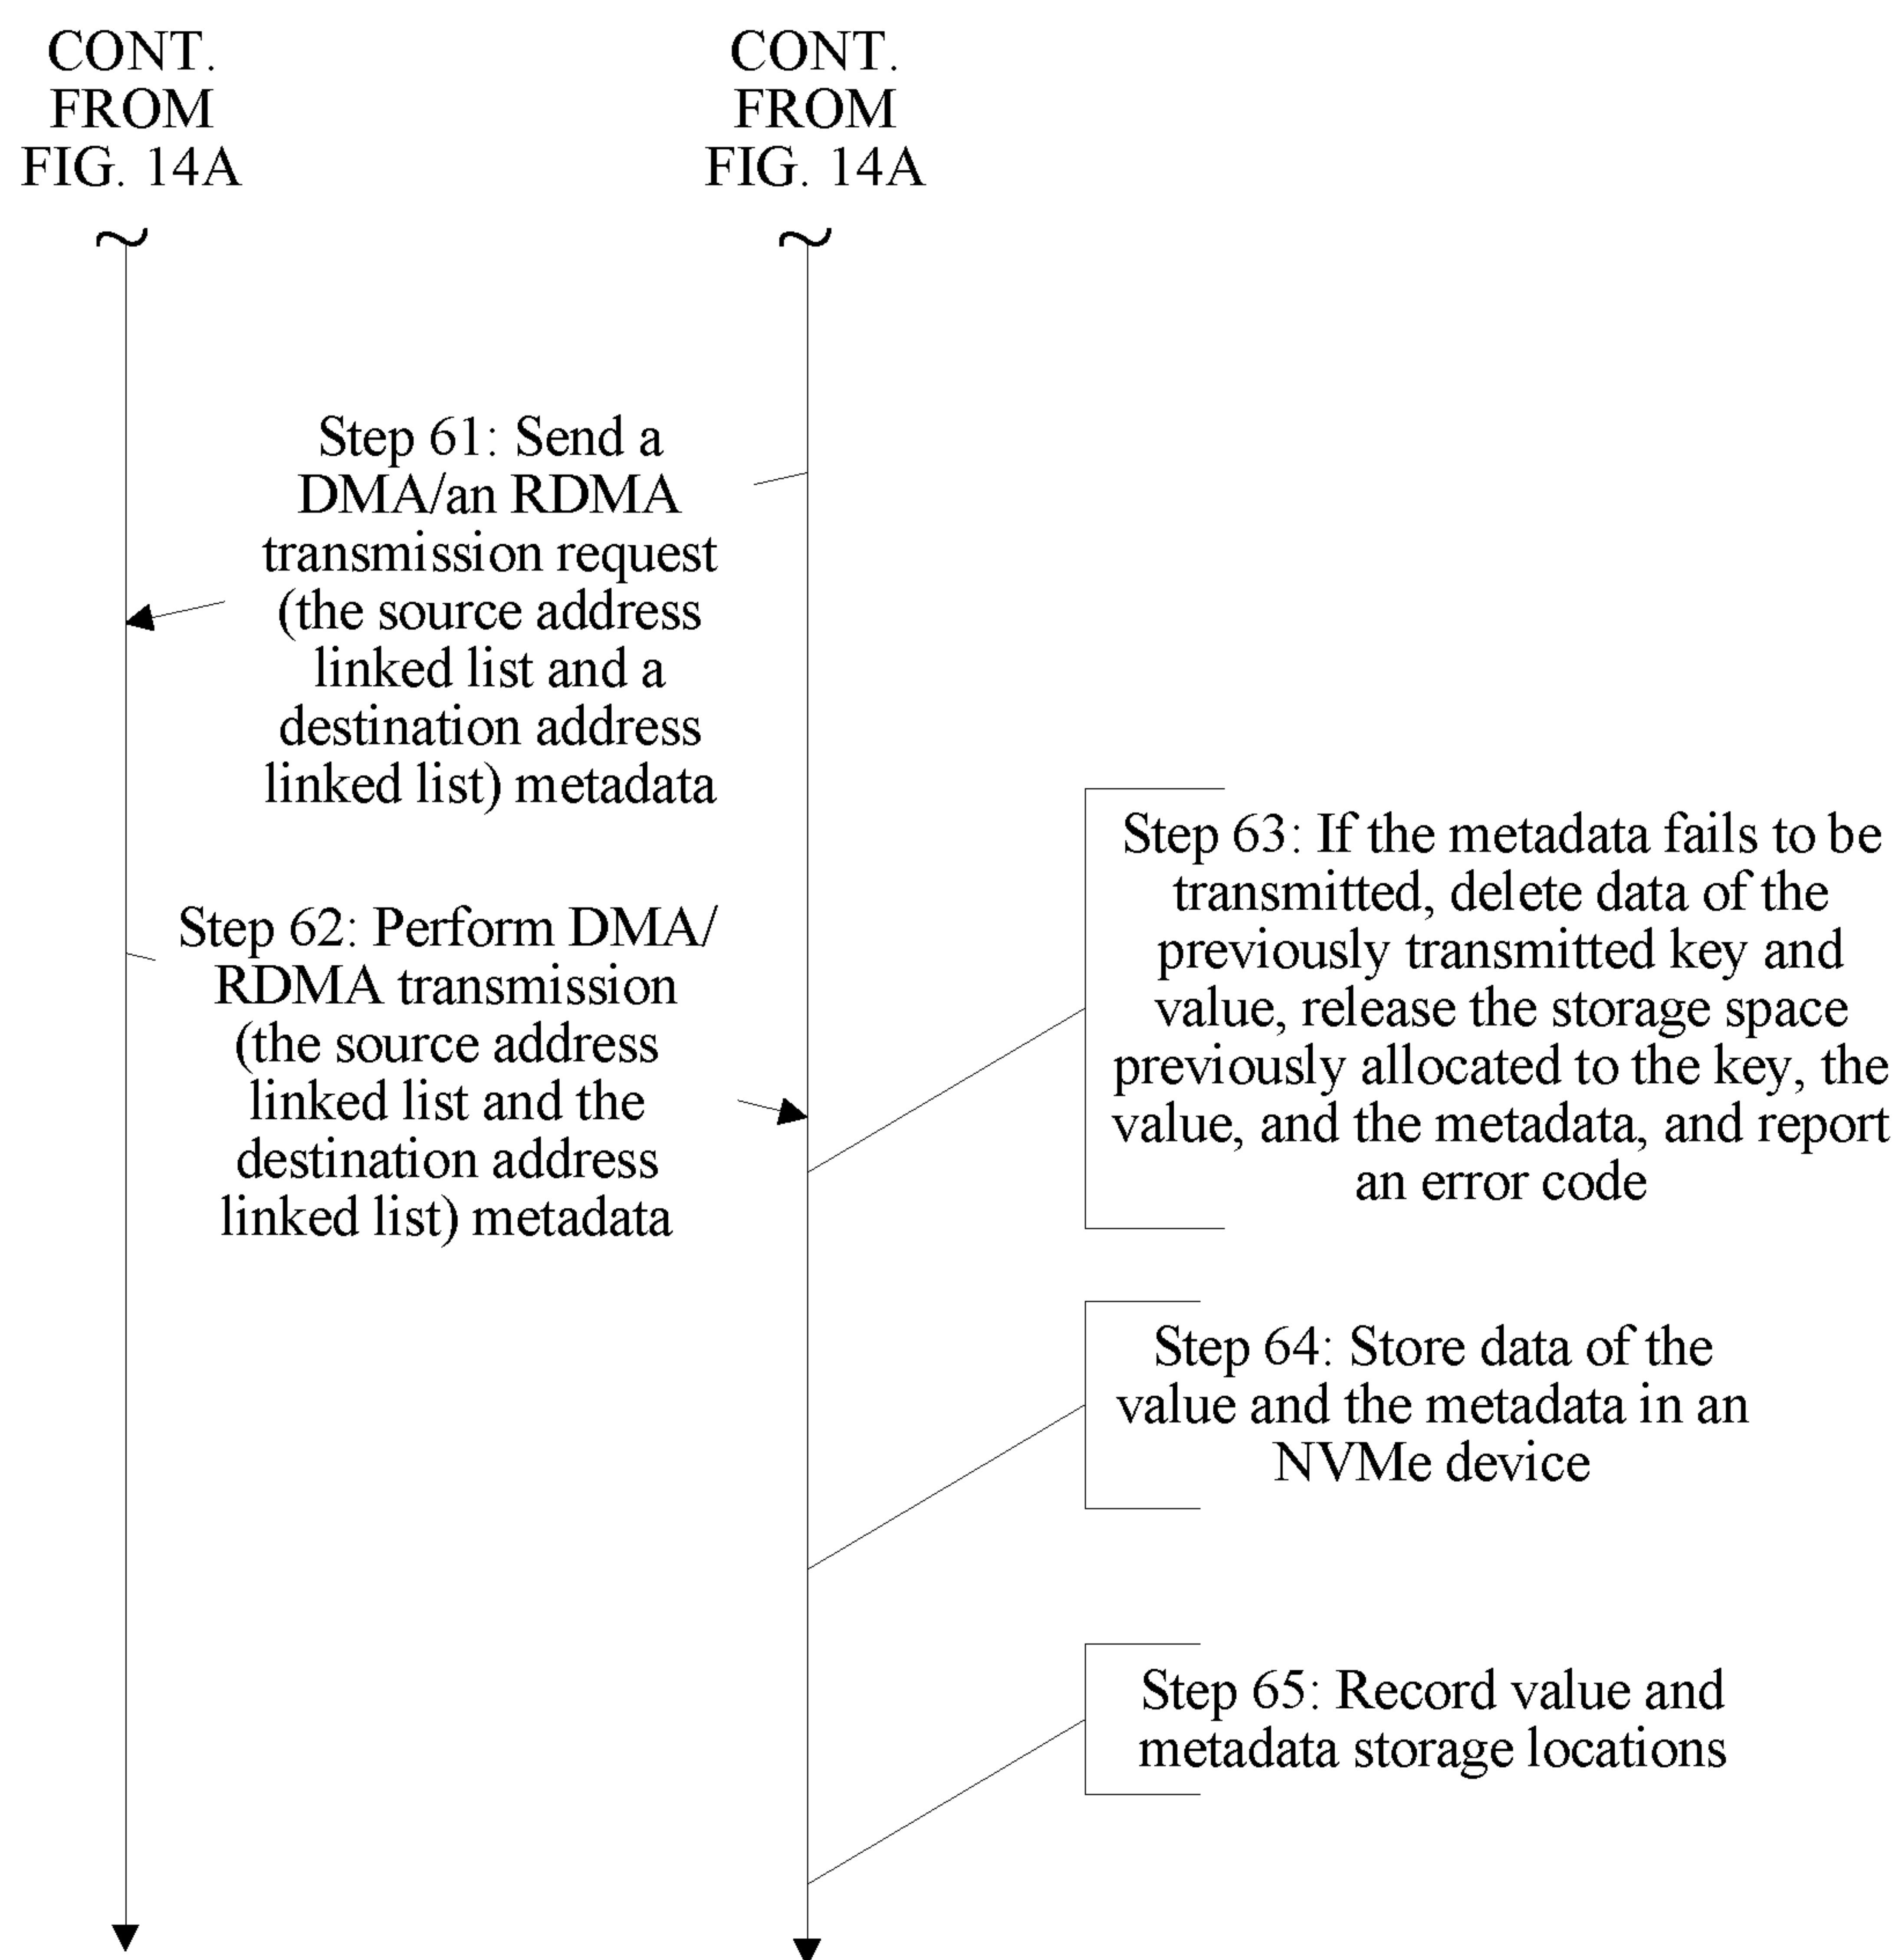 CONT.
FROM
FIG. 14A
CONT.
FROM
FIG. 14A
Step 61: Send a
DMA/an RDMA
transmission request
(the source address
linked list and a
destination address
linked list) metadata
Step 62: Perform DMA/
RDMA transmission
(the source address
linked list and the
destination address
linked list) metadata
Step 63: If the metadata fails to be
transmitted, delete data of the
previously transmitted key and
value, release the storage space
previously allocated to the key, the
value, and the metadata, and report
an error code
Step 64: Store data of the
value and the metadata in an
NVMe device
Step 65: Record value and
metadata storage locations